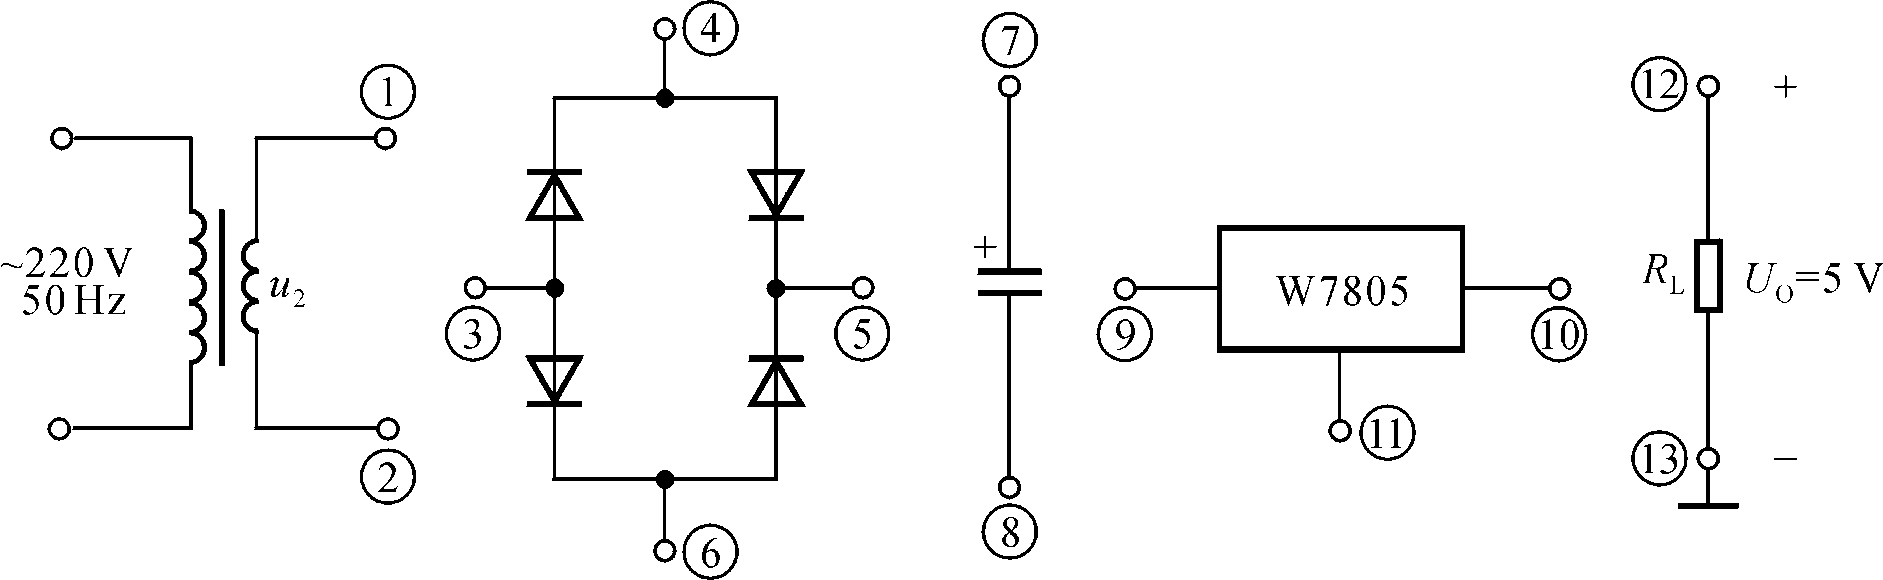 ~220 V
50 Hz
u2
①
②
③
④
⑤
⑥
⑦
+
⑧
⑨
W7805
⑩
⑪
⑫
+
RL
UO=5 V
⑬
−